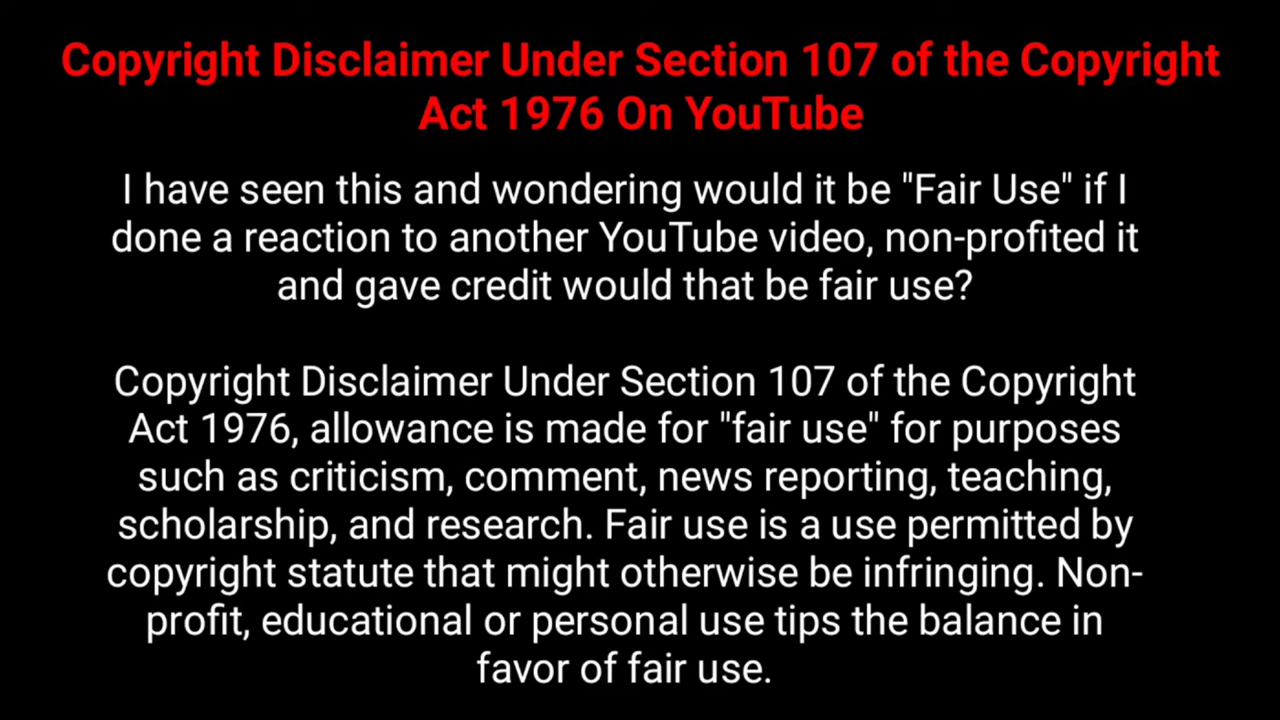 Copyright Disclaimer Under Section 107 of the Copyright
Act 1976 On YouTube
I have seen this and wondering would it be "Fair Use" if I
done a reaction to another YouTube video, non-profited it
and gave credit would that be fair use?
Copyright Disclaimer Under Section 107 of the Copyright
Act 1976, allowance is made for "fair use" for purposes
such as criticism, comment, news reporting, teaching,
scholarship, and research. Fair use is a use permitted by
copyright statute that might otherwise be infringing. Non-
profit, educational or personal use tips the balance in
favor of fair use.